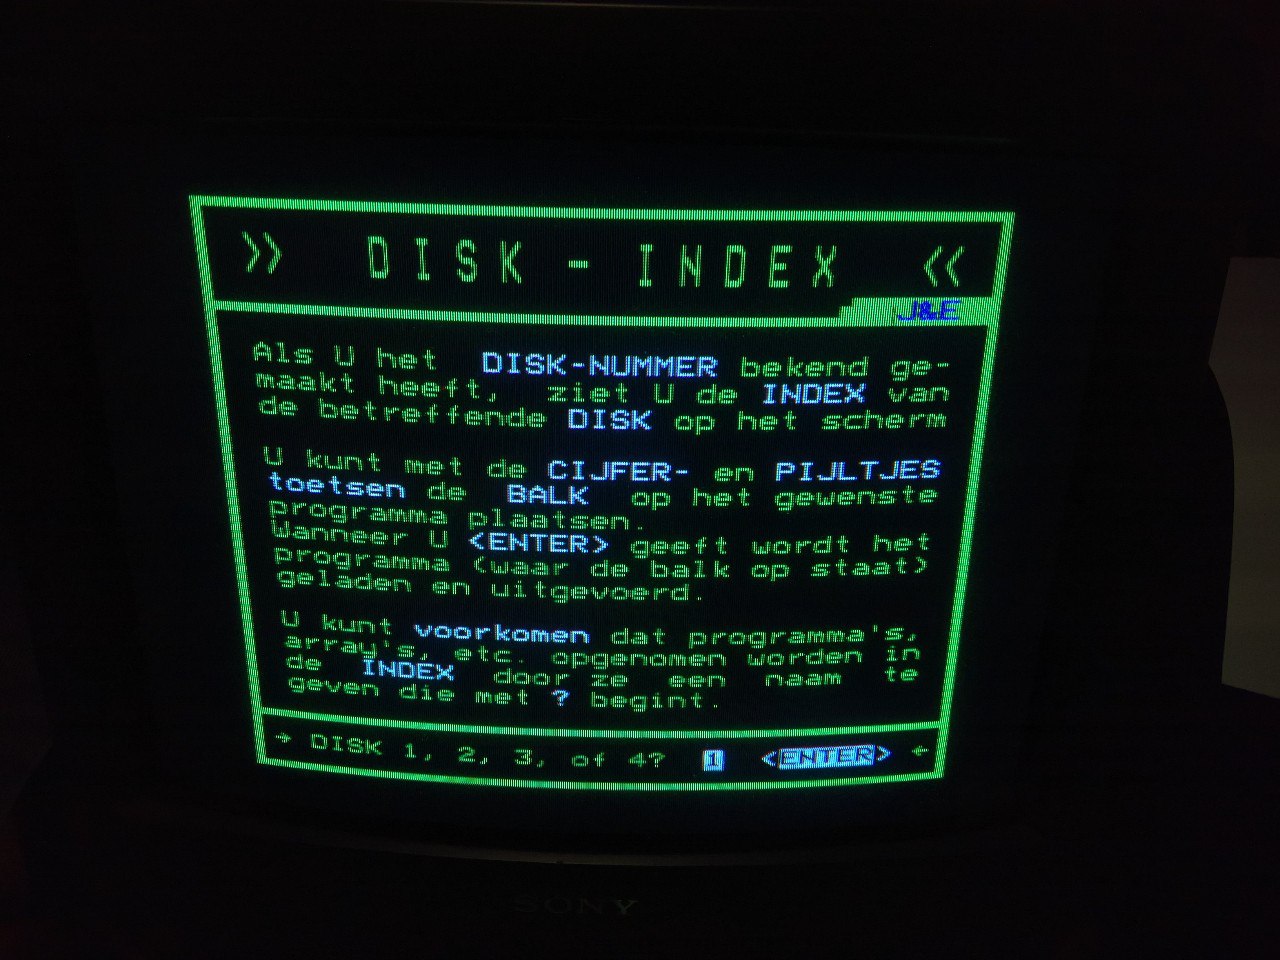 >> DISK - INDEX <<
J&E
Als U het DISK-NUMMER bekend ge-
maakt heeft, ziet U de INDEX van
de betreffende DISK op het scherm
U kunt met de CIJFER- en PIJLTJES
toetsen de BALK op het gewenste
programma plaatsen.
Wanneer U <ENTER> geeft wordt het
programma (waar de balk op staat)
geladen en uitgevoerd.
U kunt voorkomen dat programma's,
array's, etc. opgenomen worden in
de INDEX door ze een naam te
geven die met ? begint.
→ DISK 1, 2, 3, of 4? 1 <ENTER> ←
SONY